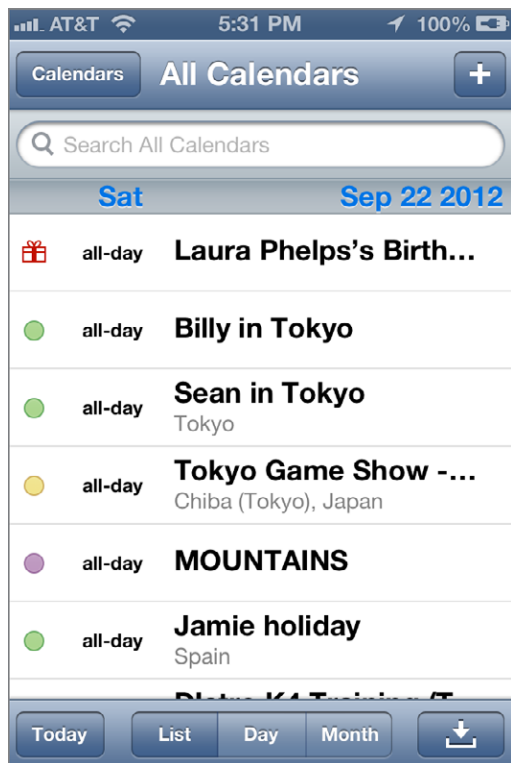 AT&T 5:31 PM 100%
Calendars All Calendars +
Search All Calendars
Sat Sep 22 2012
all-day Laura Phelps's Birth...
all-day Billy in Tokyo
all-day Sean in Tokyo
Tokyo
all-day Tokyo Game Show -...
Chiba (Tokyo), Japan
all-day MOUNTAINS
all-day Jamie holiday
Spain
Today List Day Month